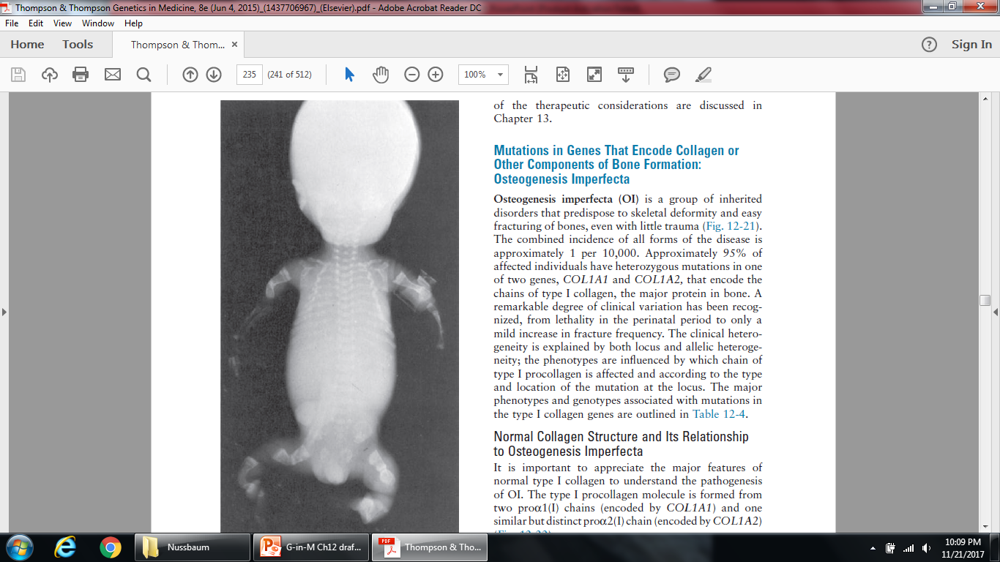 Thompson & Thompson Genetics in Medicine, 8e (Jun 4, 2015)_(1437706967)_(Elsevier).pdf - Adobe Acrobat Reader DC
File Edit View Window Help
Home Tools Thompson & Thom... × Sign In
235 (241 of 512) 100%
of the therapeutic considerations are discussed in
Chapter 13.
Mutations in Genes That Encode Collagen or
Other Components of Bone Formation:
Osteogenesis Imperfecta
Osteogenesis imperfecta (OI) is a group of inherited
disorders that predispose to skeletal deformity and easy
fracturing of bones, even with little trauma (Fig. 12-21).
The combined incidence of all forms of the disease is
approximately 1 per 10,000. Approximately 95% of
affected individuals have heterozygous mutations in one
of two genes, COL1A1 and COL1A2, that encode the
chains of type I collagen, the major protein in bone. A
remarkable degree of clinical variation has been recog-
nized, from lethality in the perinatal period to only a
mild increase in fracture frequency. The clinical hetero-
geneity is explained by both locus and allelic heteroge-
neity; the phenotypes are influenced by which chain of
type I procollagen is affected and according to the type
and location of the mutation at the locus. The major
phenotypes and genotypes associated with mutations in
the type I collagen genes are outlined in Table 12-4.
Normal Collagen Structure and Its Relationship
to Osteogenesis Imperfecta
It is important to appreciate the major features of
normal type I collagen to understand the pathogenesis
of OI. The type I procollagen molecule is formed from
two proα1(I) chains (encoded by COL1A1) and one
similar but distinct proα2(I) chain (encoded by COL1A2)
Nussbaum
G-in-M Ch12 draf...
PDF
Thompson & Tho...
10:09 PM
11/21/2017